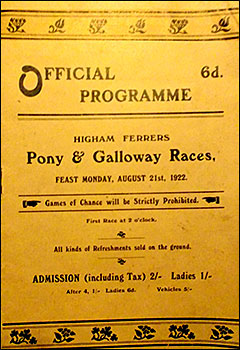 OFFICIAL 6d.
PROGRAMME
HIGHAM FERRERS
Pony & Galloway Races,
FEAST MONDAY, AUGUST 21st, 1922.
Games of Chance will be Strictly Prohibited.
First Race at 2 o'clock.
All kinds of Refreshments sold on the ground.
ADMISSION (including Tax) 2/- Ladies 1/-
After 4, 1/- Ladies 6d. Vehicles 5/-